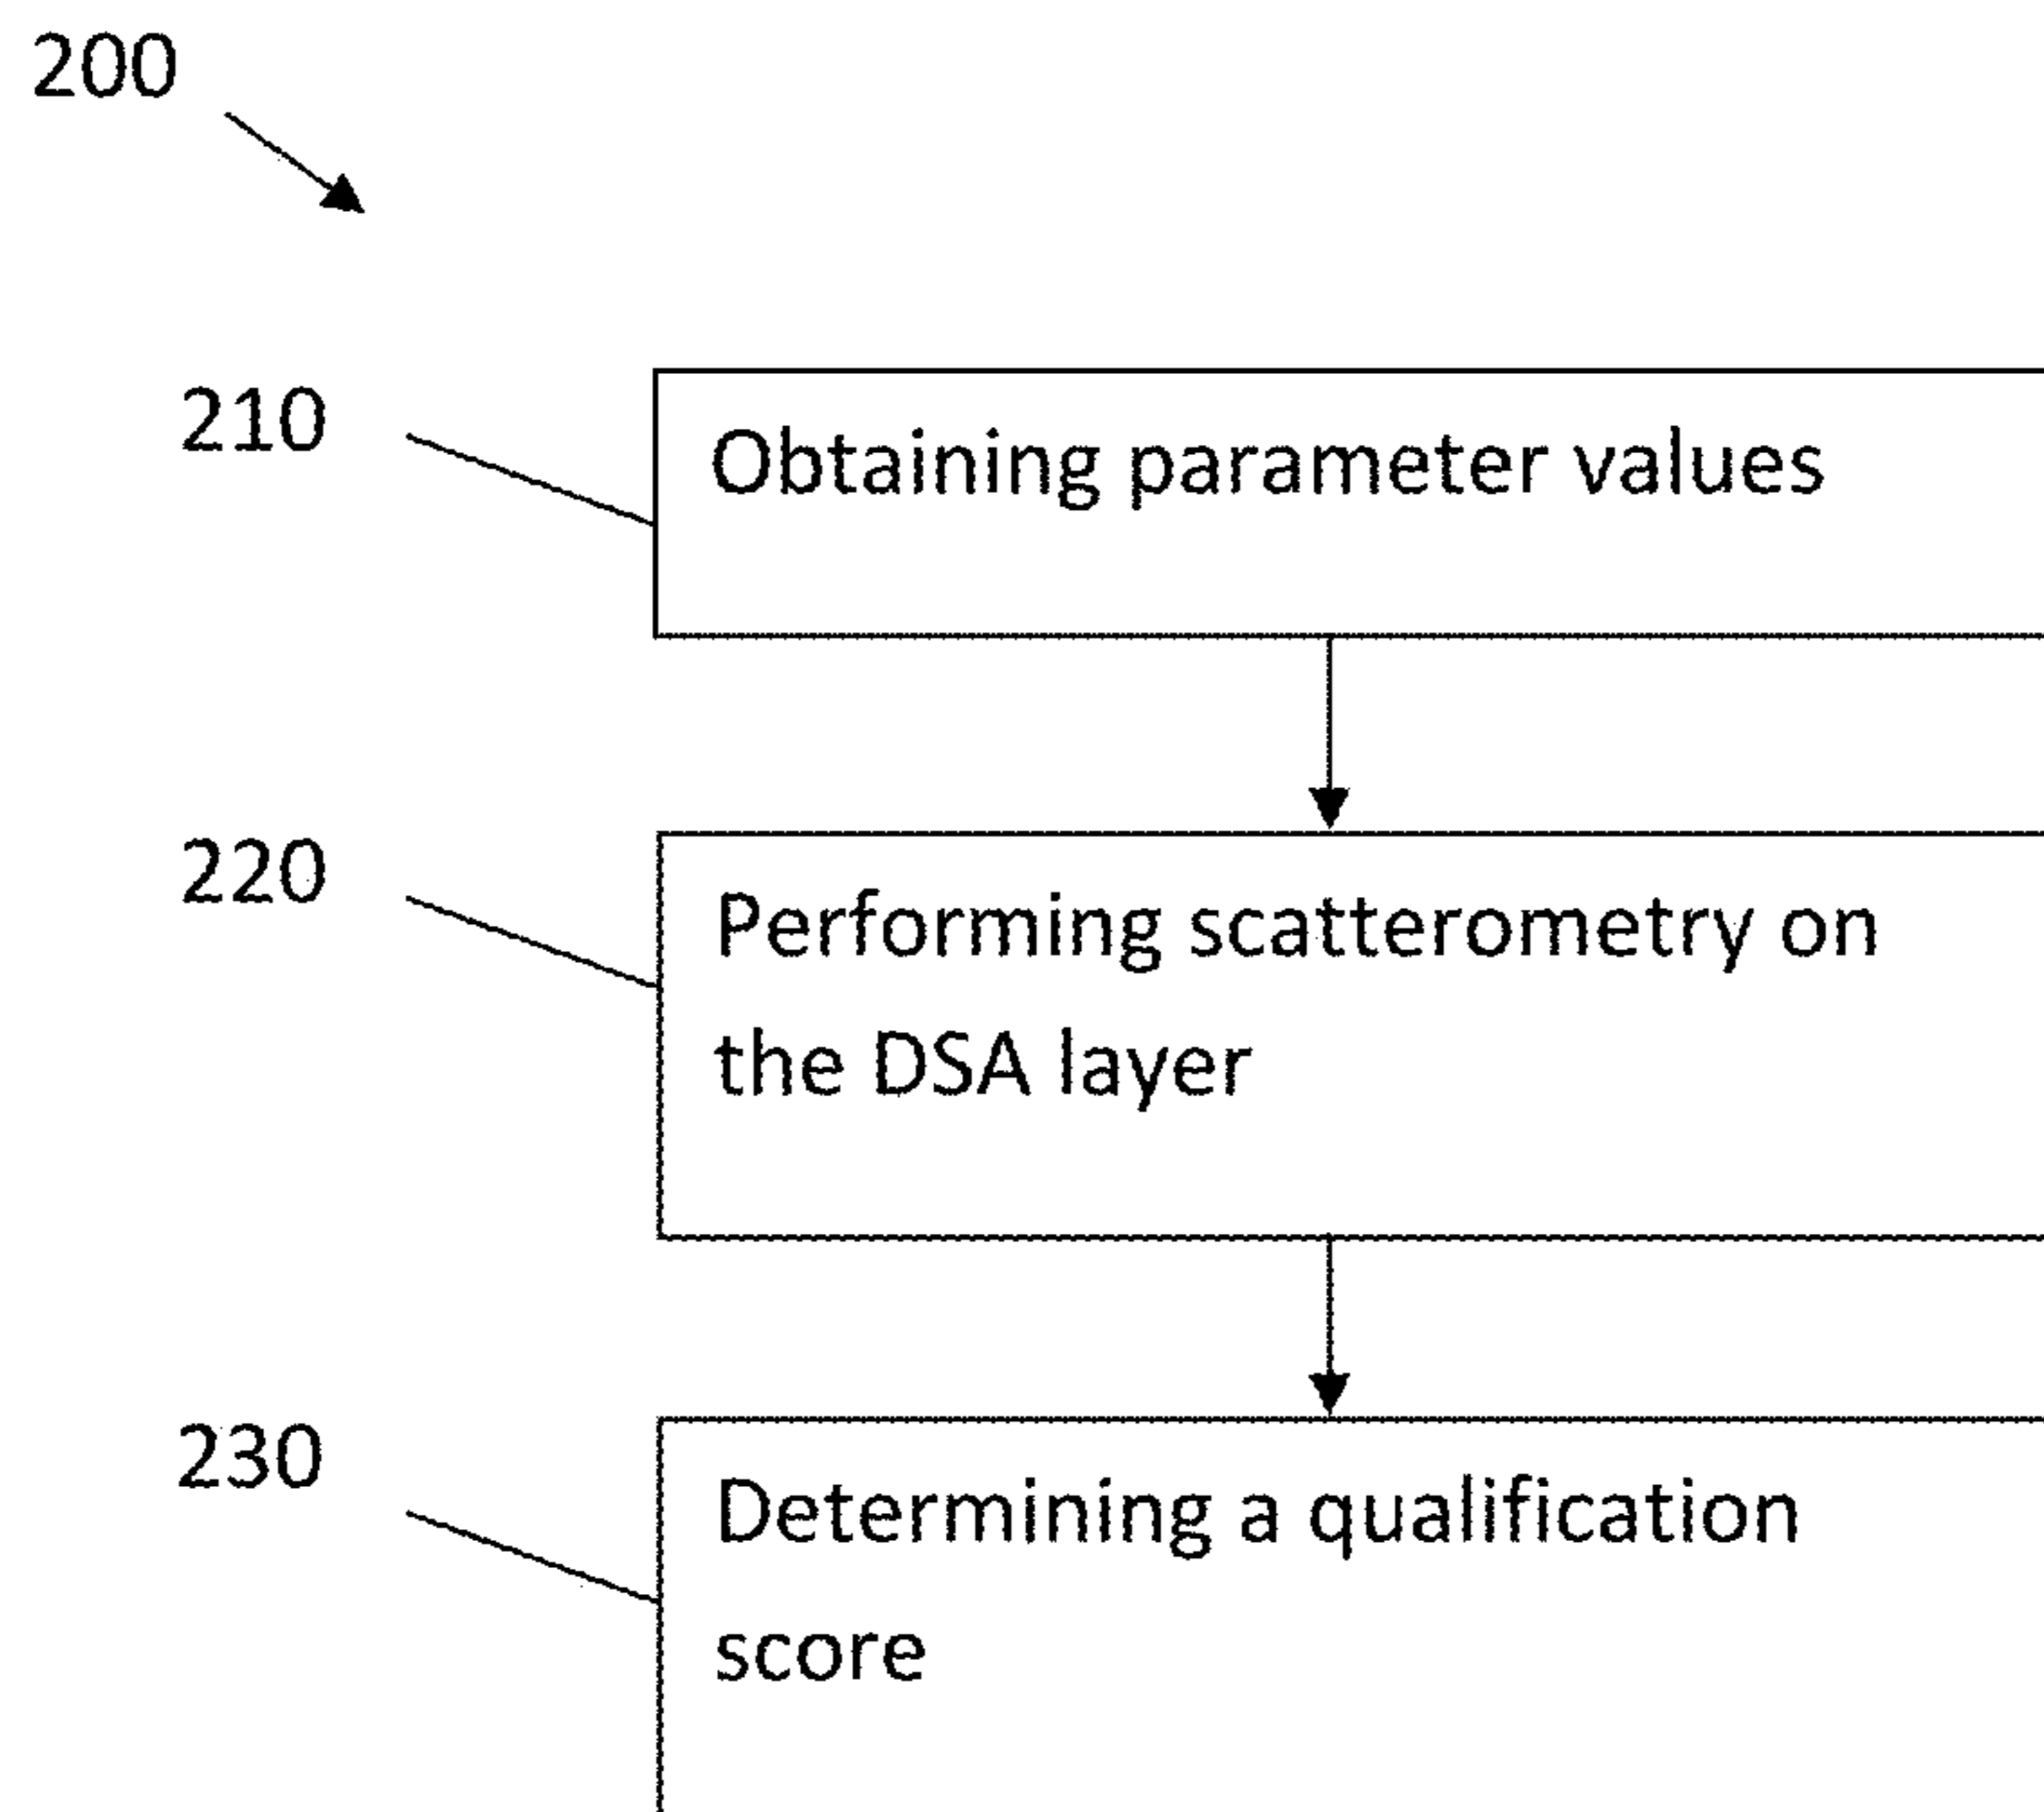 200
210
Obtaining parameter values
220
Performing scatterometry on
the DSA layer
230
Determining a qualification
score